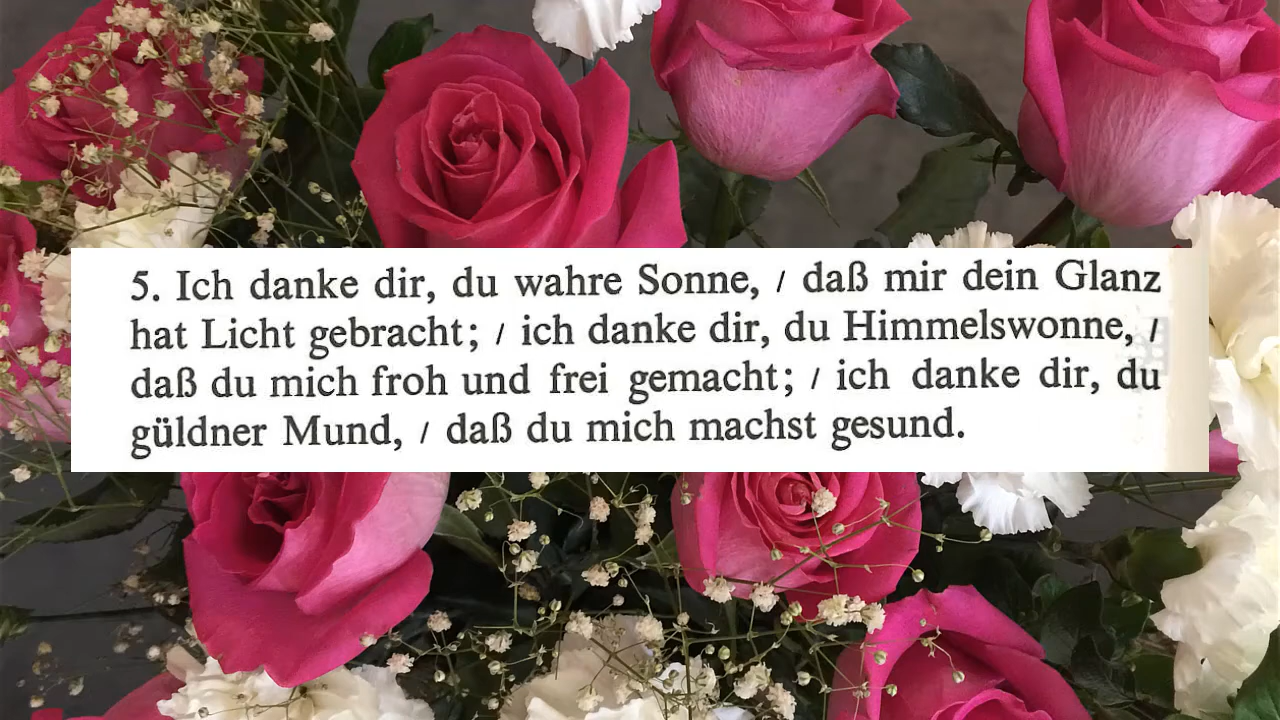 5. Ich danke dir, du wahre Sonne, / daß mir dein Glanz
hat Licht gebracht; / ich danke dir, du Himmelswonne, /
daß du mich froh und frei gemacht; / ich danke dir, du
güldner Mund, / daß du mich machst gesund.